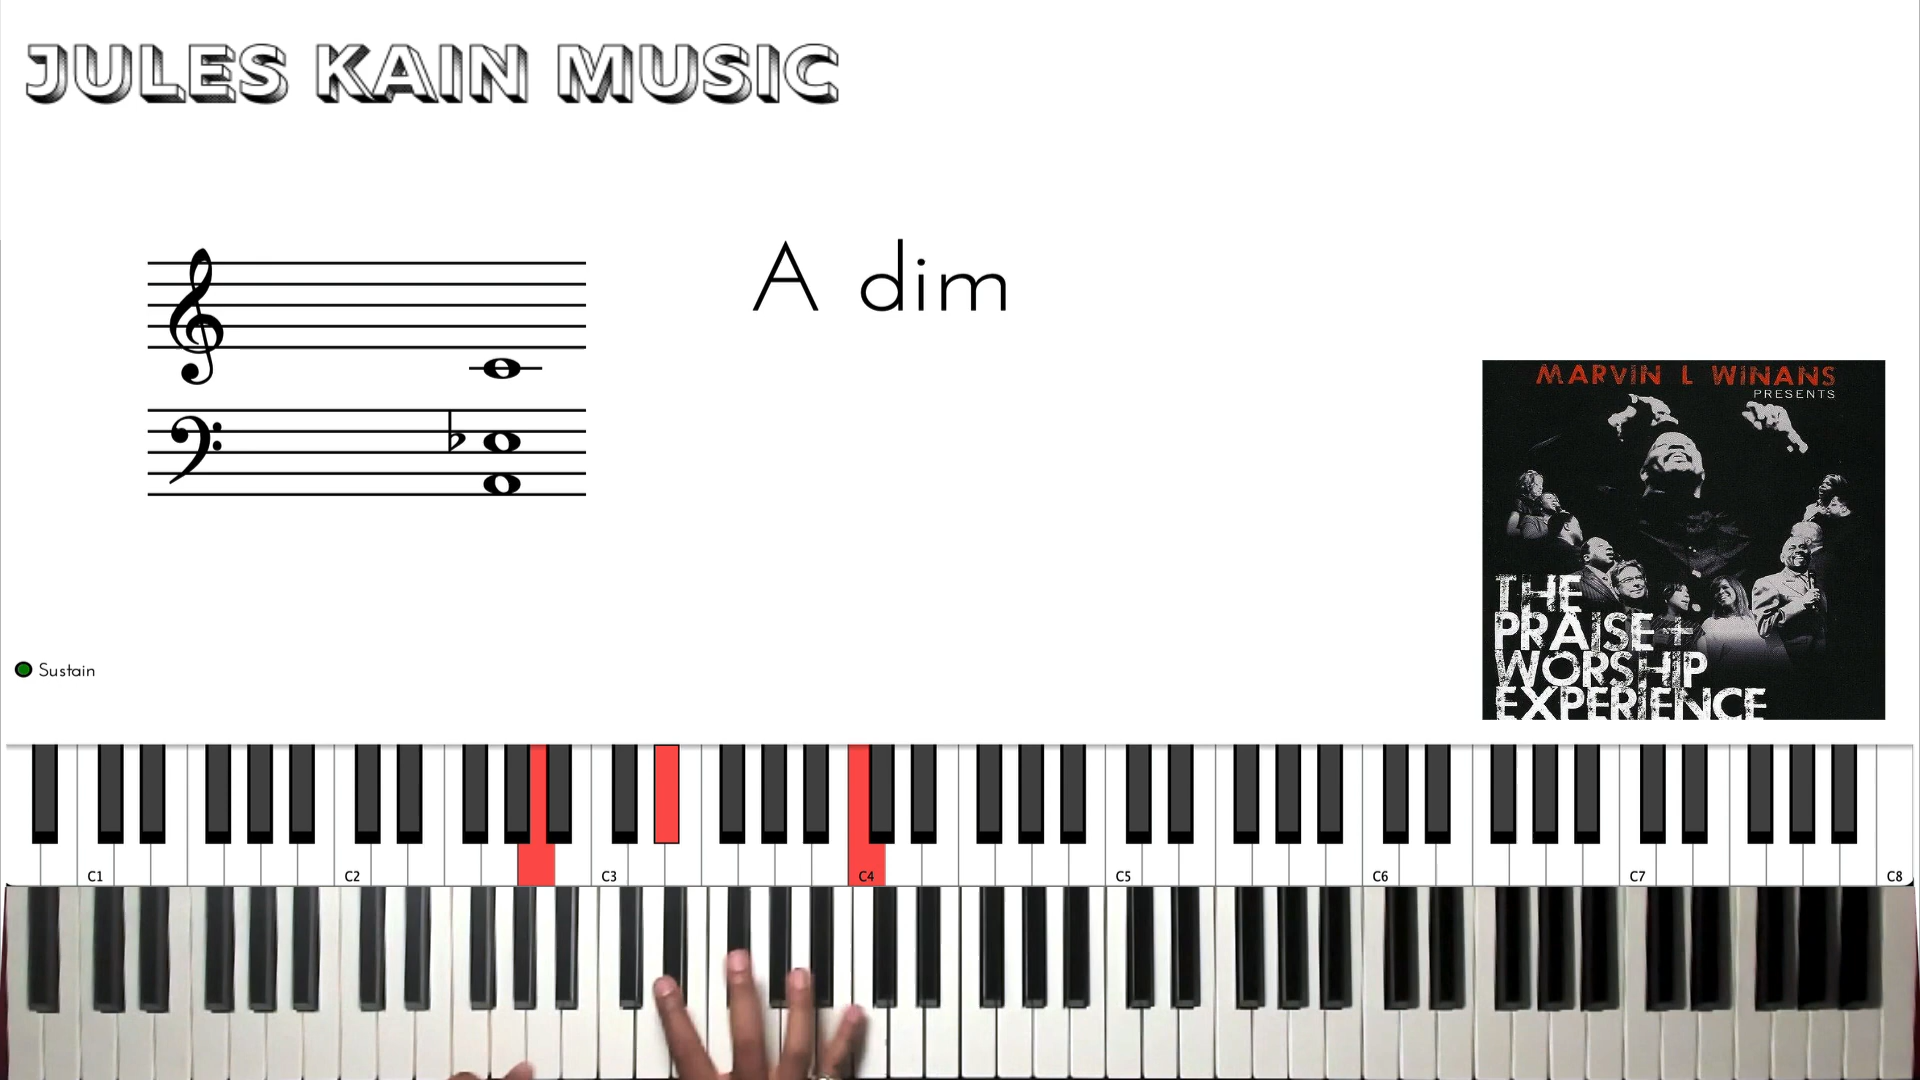 JULES KAIN MUSIC
A dim
MARVIN L WINANS
PRESENTS
THE
PRAISE +
WORSHIP
EXPERIENCE
Sustain
C1 C2 C3 C4 C5 C6 C7 C8